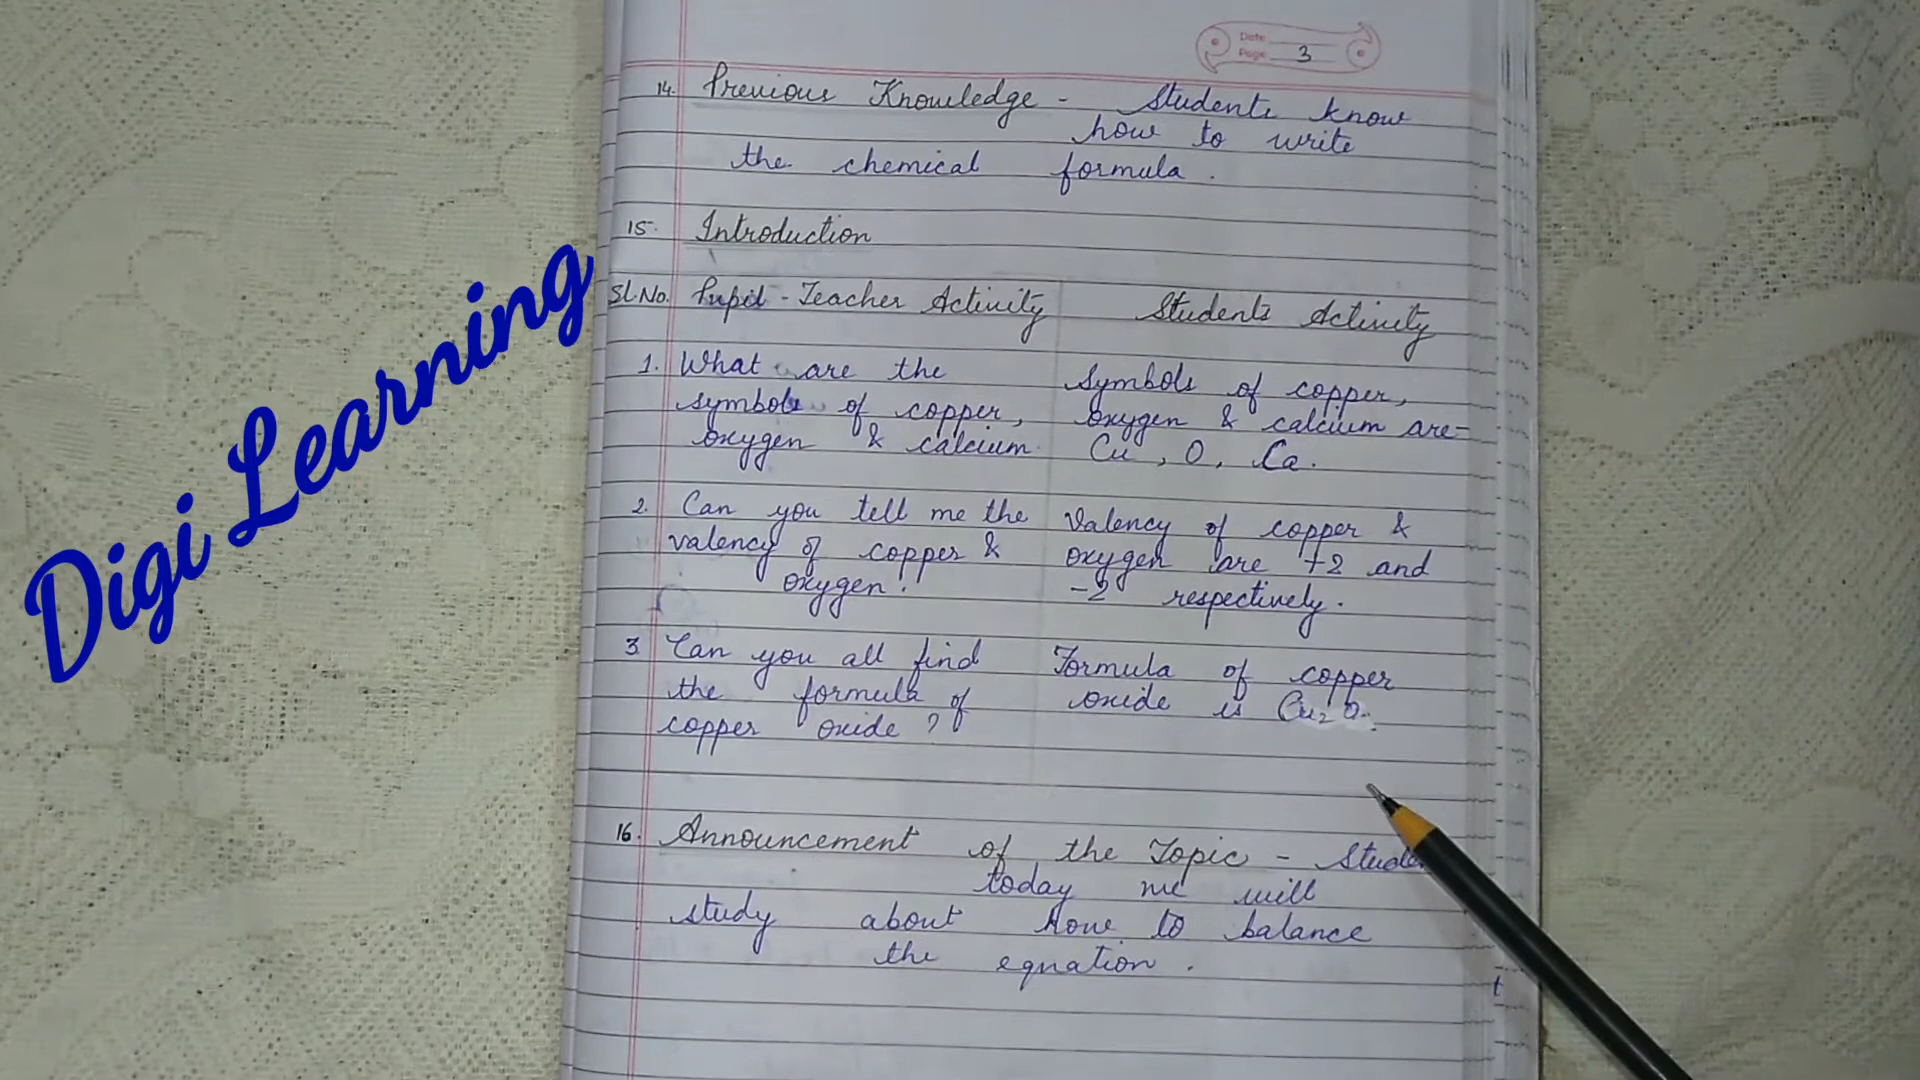 Date
Page 3
14. Previous Knowledge - Students know
how to write
the chemical formula.
15. Introduction
Sl.No. Pupil-Teacher Activity Students Activity
1. What are the
symbols of copper,
oxygen & calcium.
Symbols of copper,
oxygen & calcium are-
Cu, O, Ca.
2. Can you tell me the
valency of copper &
oxygen?
Valency of copper &
oxygen are +2 and
-2 respectively.
3. Can you all find
the formula of
copper oxide?
Formula of copper
oxide is Cu2O.
16. Announcement of the Topic - Stude
today we will
study about how to balance
the equation.
t
Digi Learning